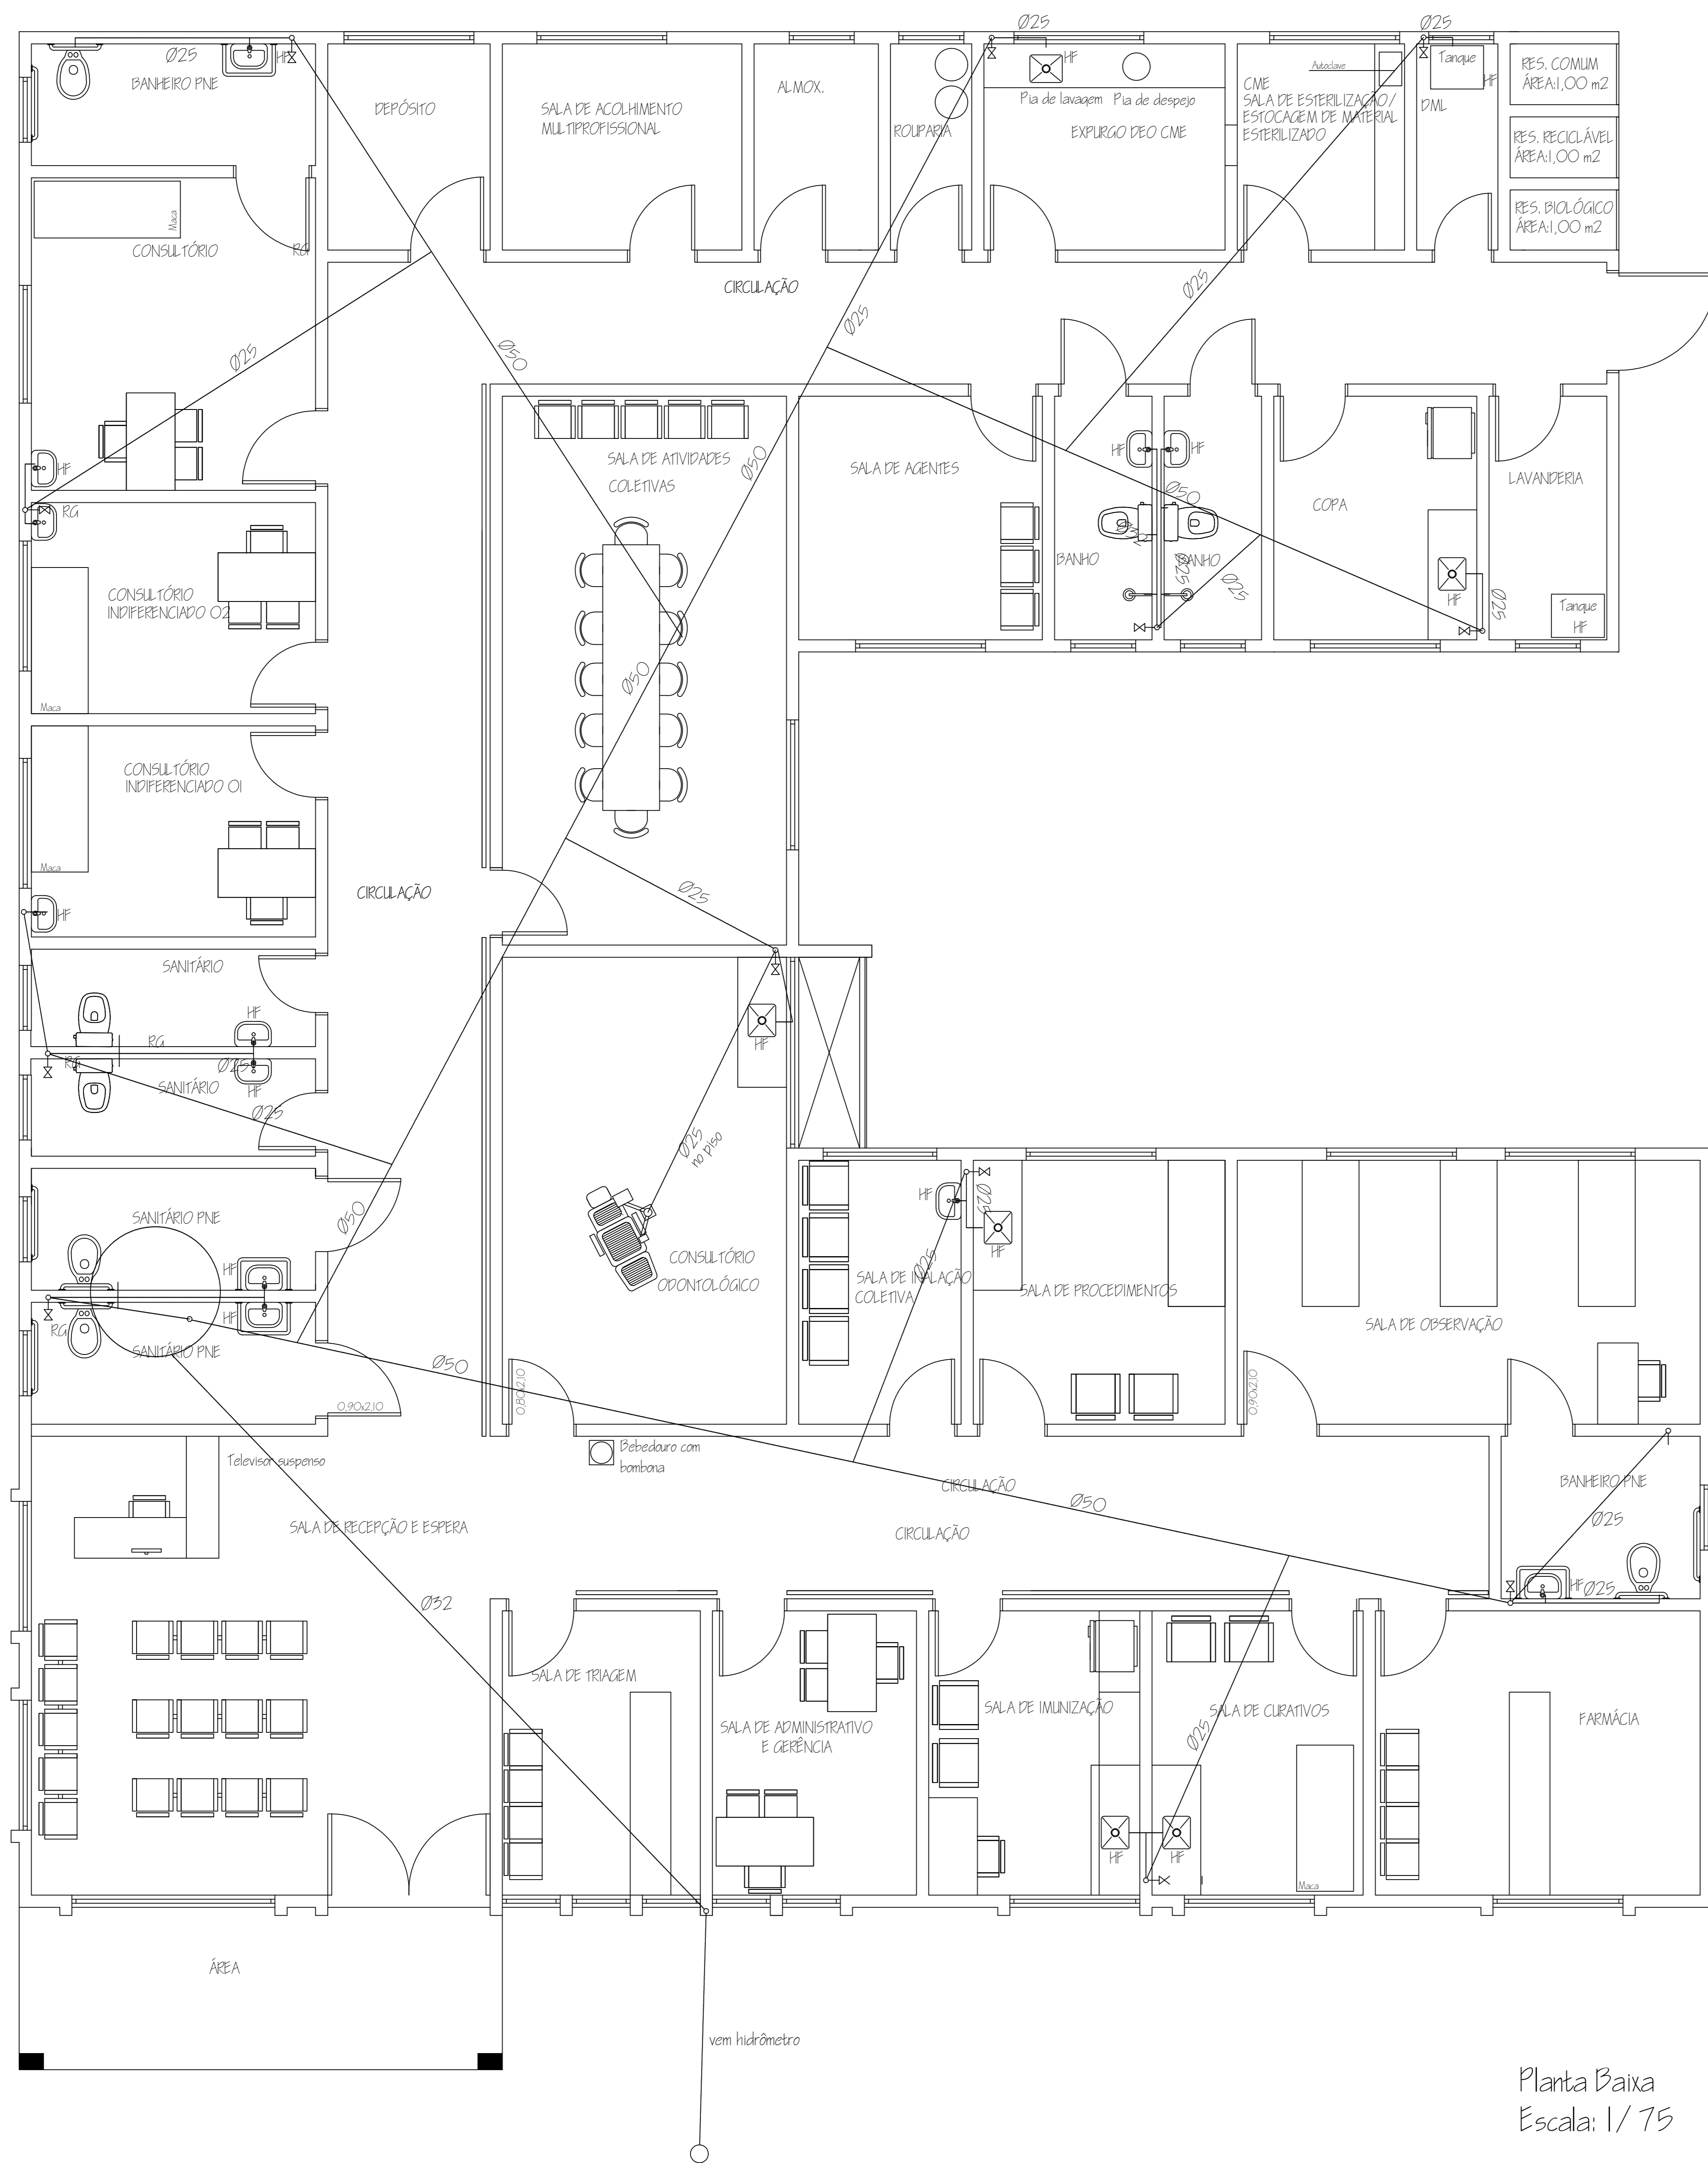 Ø25
Ø25
Ø25
HF
BANHEIRO PNE
DEPÓSITO
SALA DE ACOLHIMENTO
MULTIPROFISSIONAL
ALMOX.
ROUPARIA
HF
Pia de lavagem
Pia de despejo
EXPURGO DEO CME
Autoclave
CME
SALA DE ESTERILIZAÇÃO/
ESTOCAGEM DE MATERIAL
ESTERILIZADO
Tanque
HF
DML
RES. COMUM
ÁREA:1,00 m2
RES. RECICLÁVEL
ÁREA:1,00 m2
RES. BIOLÓGICO
ÁREA:1,00 m2
Maca
CONSULTÓRIO
RG
CIRCULAÇÃO
Ø25
Ø25
Ø50
Ø25
HF
RG
SALA DE ATIVIDADES
COLETIVAS
Ø50
SALA DE AGENTES
HF
HF
Ø50
COPA
LAVANDERIA
BANHO
BANHO
Ø25
Ø25
HF
Ø25
Tanque
HF
CONSULTÓRIO
INDIFERENCIADO 02
Maca
Ø50
CONSULTÓRIO
INDIFERENCIADO 01
Maca
HF
CIRCULAÇÃO
Ø25
SANITÁRIO
HF
RG
RG
Ø25
HF
SANITÁRIO
Ø25
HF
Ø25
no piso
SANITÁRIO PNE
Ø50
HF
HF
RG
SANITÁRIO PNE
0,90x2,10
CONSULTÓRIO
ODONTOLÓGICO
HF
Ø25
HF
Ø25
SALA DE INALAÇÃO
COLETIVA
SALA DE PROCEDIMENTOS
SALA DE OBSERVAÇÃO
Ø50
0,80x2,10
0,90x2,10
Televisor suspenso
Bebedouro com
bombona
CIRCULAÇÃO
BANHEIRO PNE
Ø50
Ø25
SALA DE RECEPÇÃO E ESPERA
CIRCULAÇÃO
HF
Ø25
Ø32
SALA DE TRIAGEM
SALA DE ADMINISTRATIVO
E GERÊNCIA
SALA DE IMUNIZAÇÃO
SALA DE CURATIVOS
Ø25
FARMÁCIA
HF
HF
Maca
ÁREA
vem hidrômetro
Planta Baixa
Escala: 1/ 75